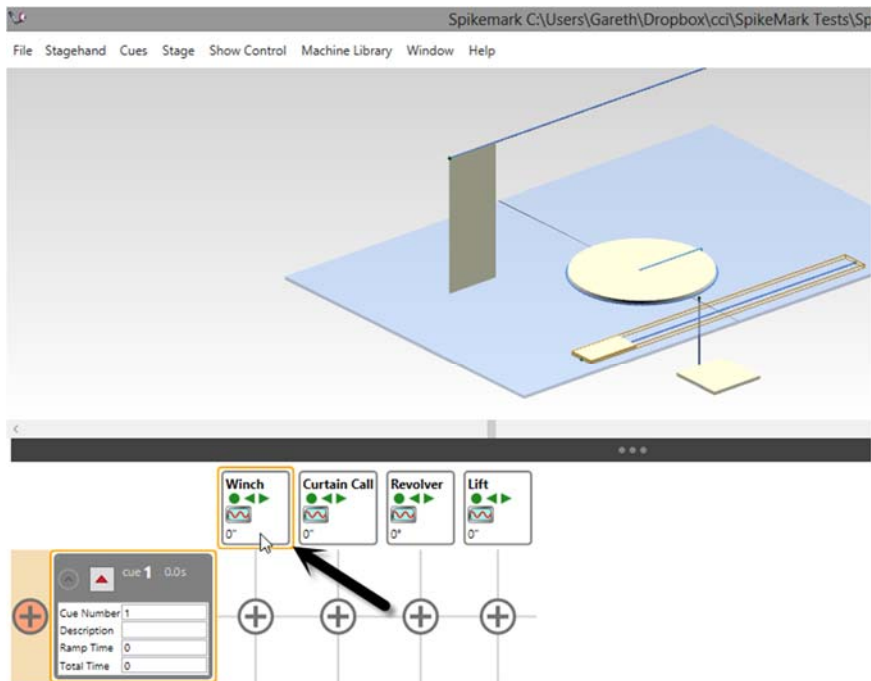 Spikemark C:\Users\Gareth\Dropbox\cci\SpikeMark Tests\Sp
File Stagehand Cues Stage Show Control Machine Library Window Help
Winch Curtain Call Revolver Lift
0" 0" 0° 0"
cue 1 0.0s
Cue Number 1
Description
Ramp Time 0
Total Time 0